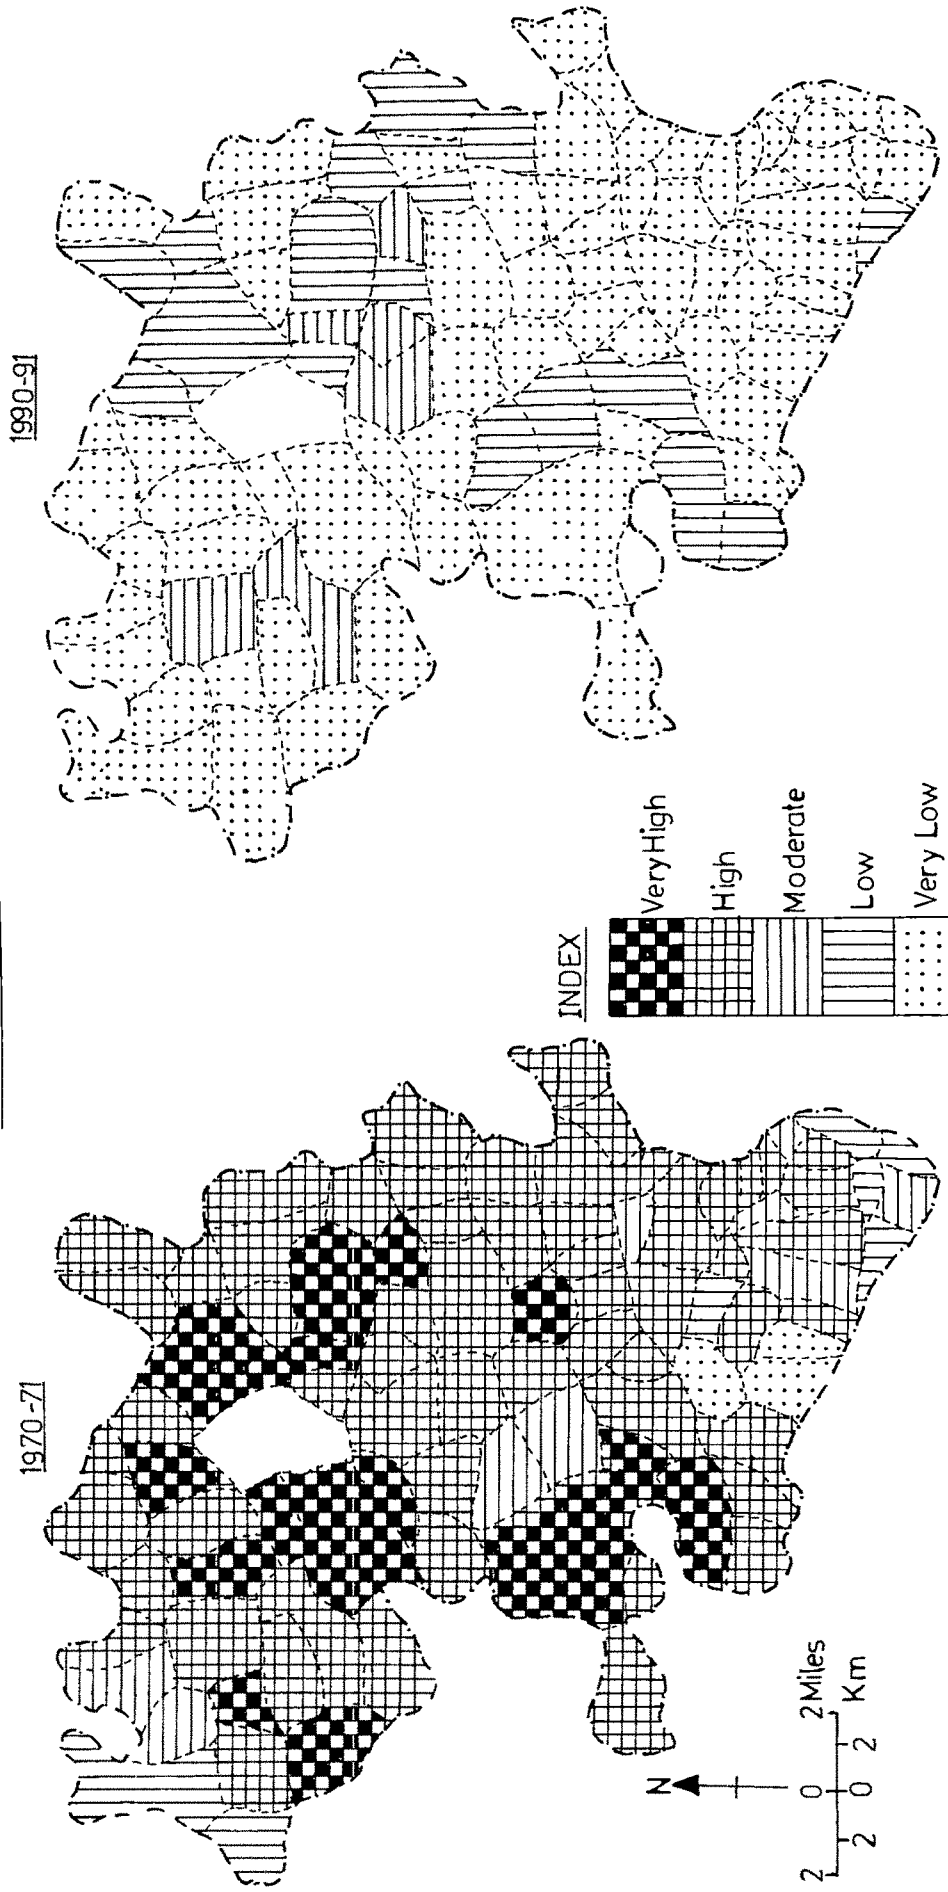 1970-71
1990-91
INDEX
Very High
High
Moderate
Low
Very Low
N
2 0 2 Miles
2 0 2 Km